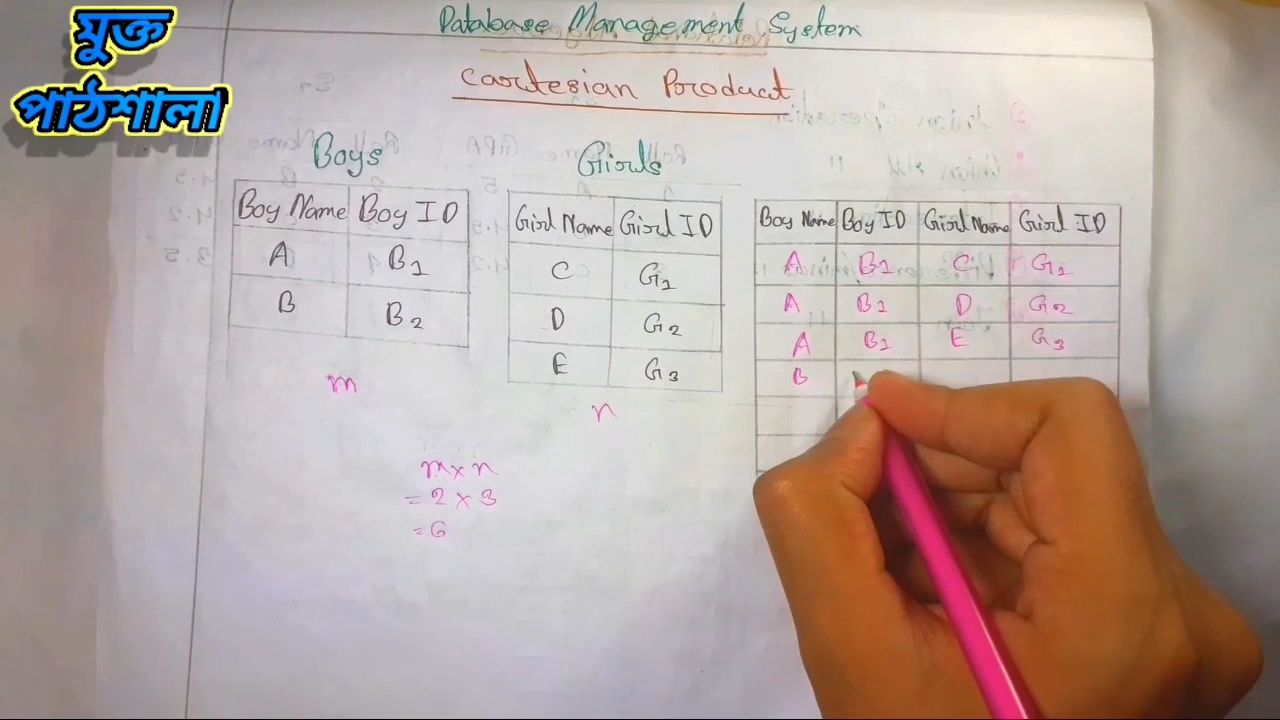 মুক্ত
পাঠশালা
Database Management System
Cartesian Product
Boys
Boy Name Boy ID
A B1
B B2
m
Girls
Girl Name Girl ID
C G1
D G2
E G3
n
m x n
= 2 x 3
= 6
Boy Name Boy ID Girl Name Girl ID
A B1 C G1
A B1 D G2
A B1 E G3
B